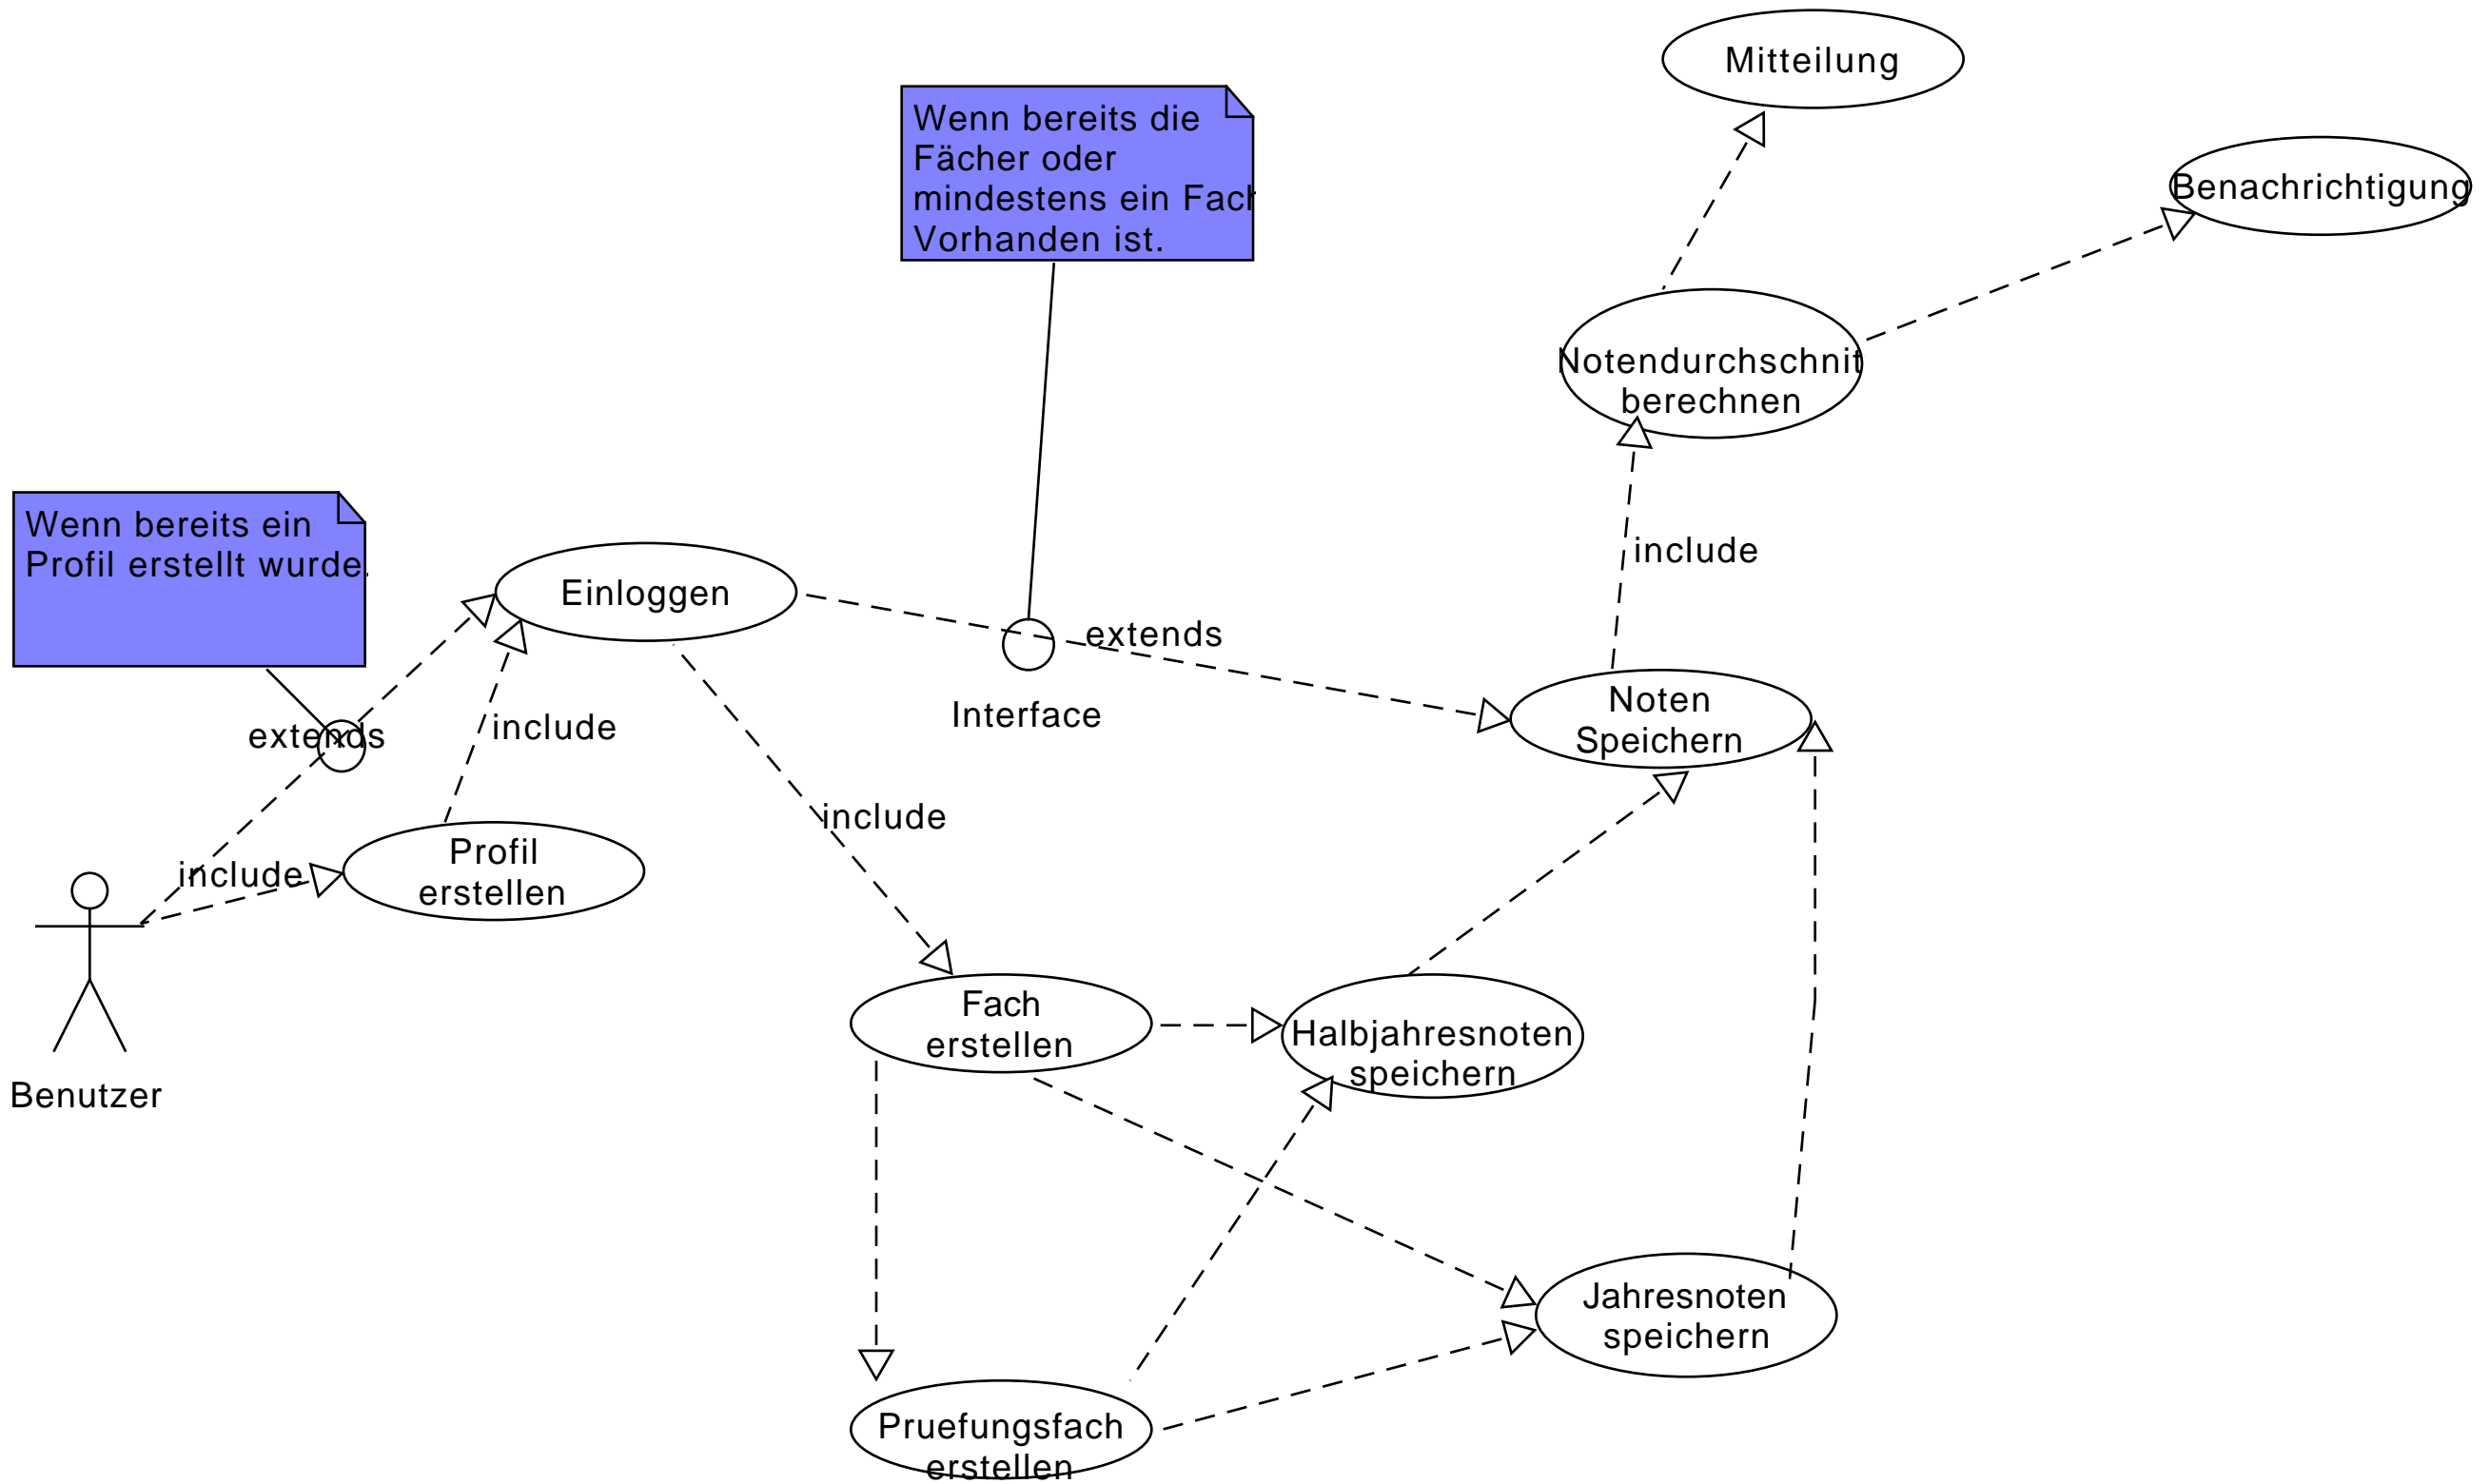 Mitteilung
Wenn bereits die
Fächer oder
mindestens ein Fach
Vorhanden ist.
Benachrichtigung
Notendurchschnit
berechnen
Wenn bereits ein
Profil erstellt wurde.
include
Einloggen
extends
Noten
Speichern
Interface
extends
include
include
Profil
erstellen
include
Fach
erstellen
Halbjahresnoten
speichern
Benutzer
Jahresnoten
speichern
Pruefungsfach
erstellen